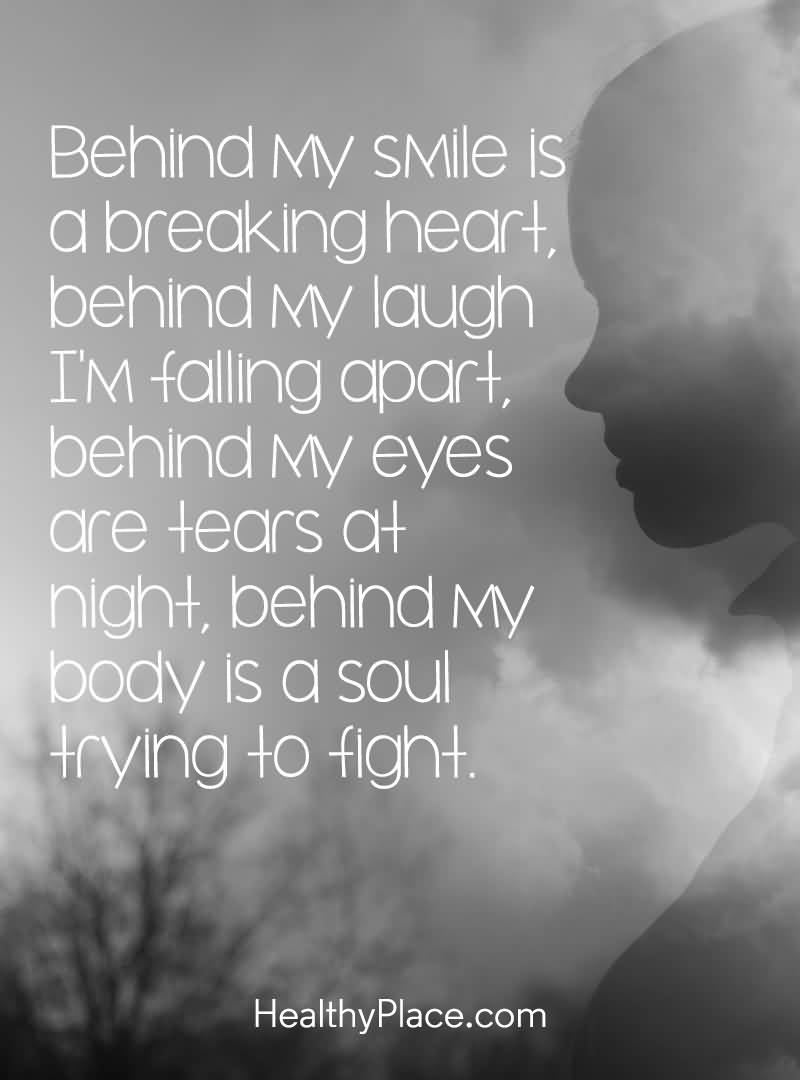 Behind my smile is
a breaking heart,
behind my laugh
I'm falling apart,
behind my eyes
are tears at
night, behind my
body is a soul
trying to fight.
HealthyPlace.com